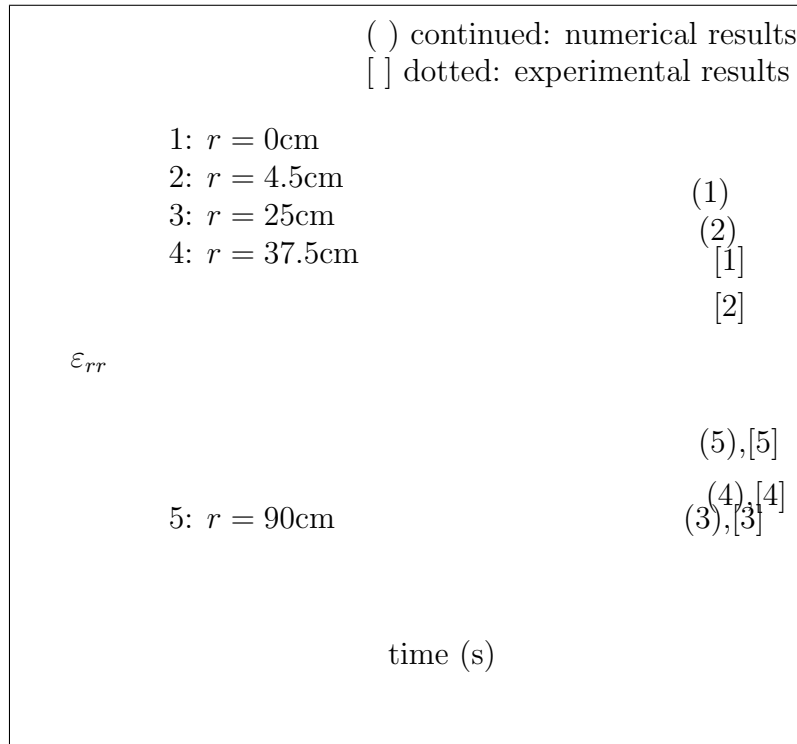 ( ) continued: numerical results
[ ] dotted: experimental results
1: r = 0cm
2: r = 4.5cm
3: r = 25cm
4: r = 37.5cm
(1)
(2)
[1]
[2]
εrr
(5),[5]
(4),[4]
5: r = 90cm
(3),[3]
time (s)